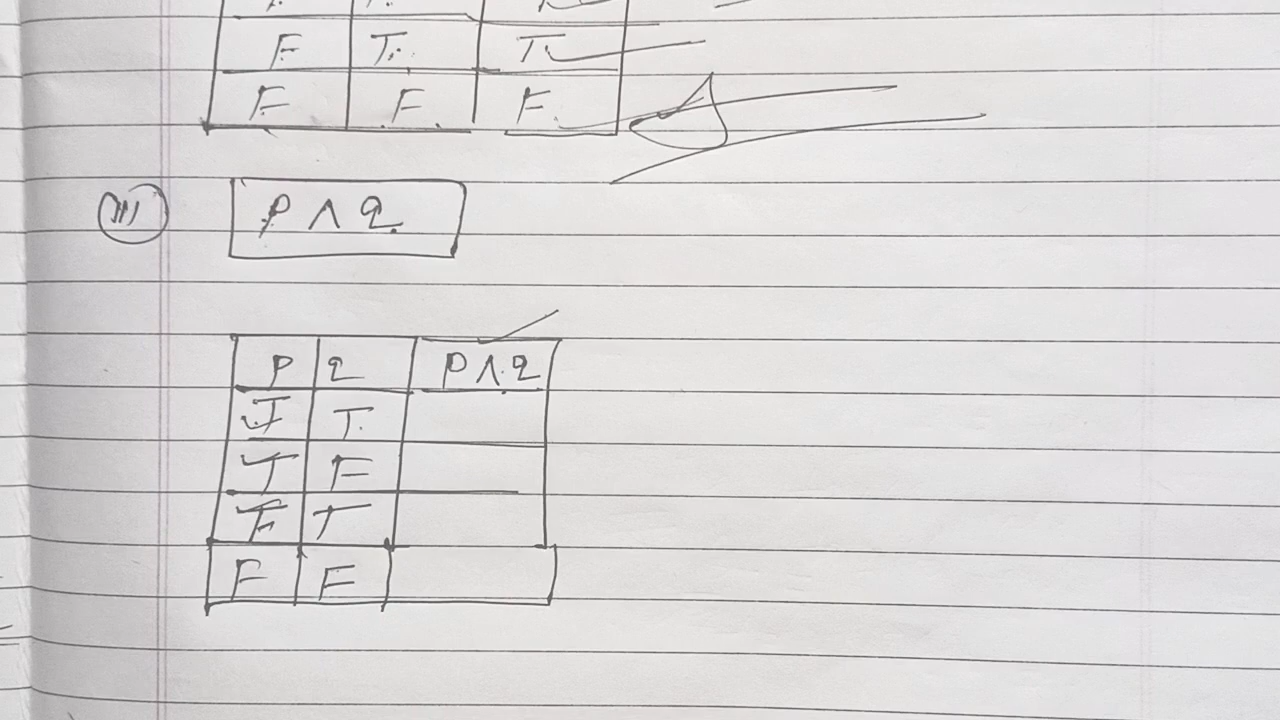 F T T
F F F
(iii) P ∧ q
P q P ∧ q
T T
T F
F T
F F